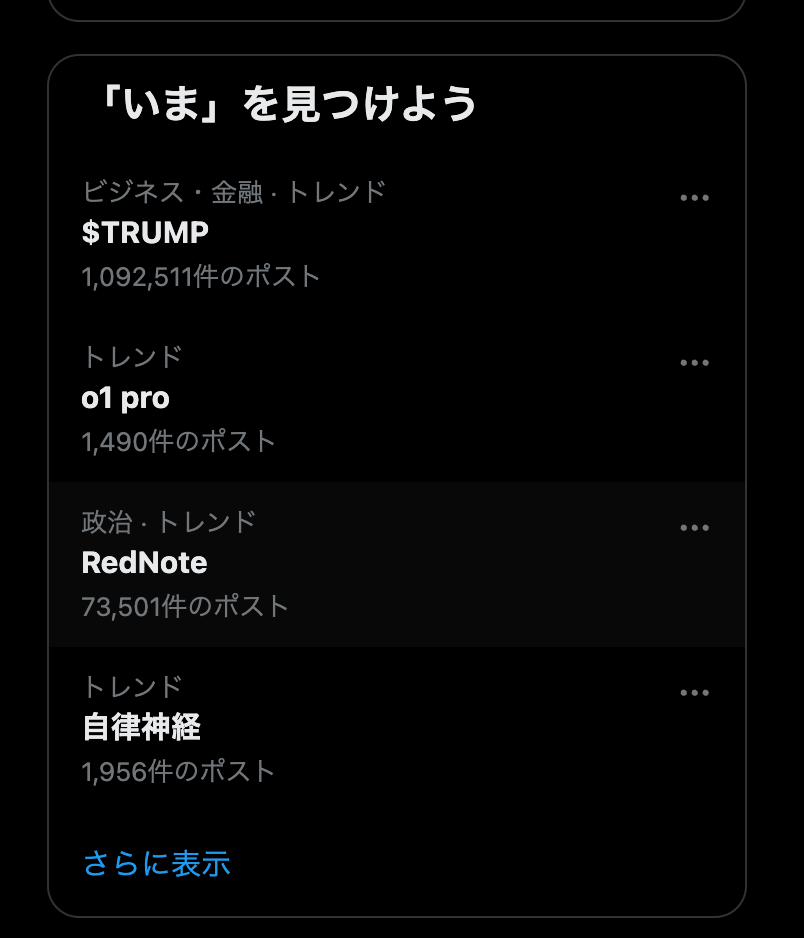 「いま」を見つけよう
ビジネス・金融 · トレンド
$TRUMP
1,092,511件のポスト
トレンド
o1 pro
1,490件のポスト
政治 · トレンド
RedNote
73,501件のポスト
トレンド
自律神経
1,956件のポスト
さらに表示